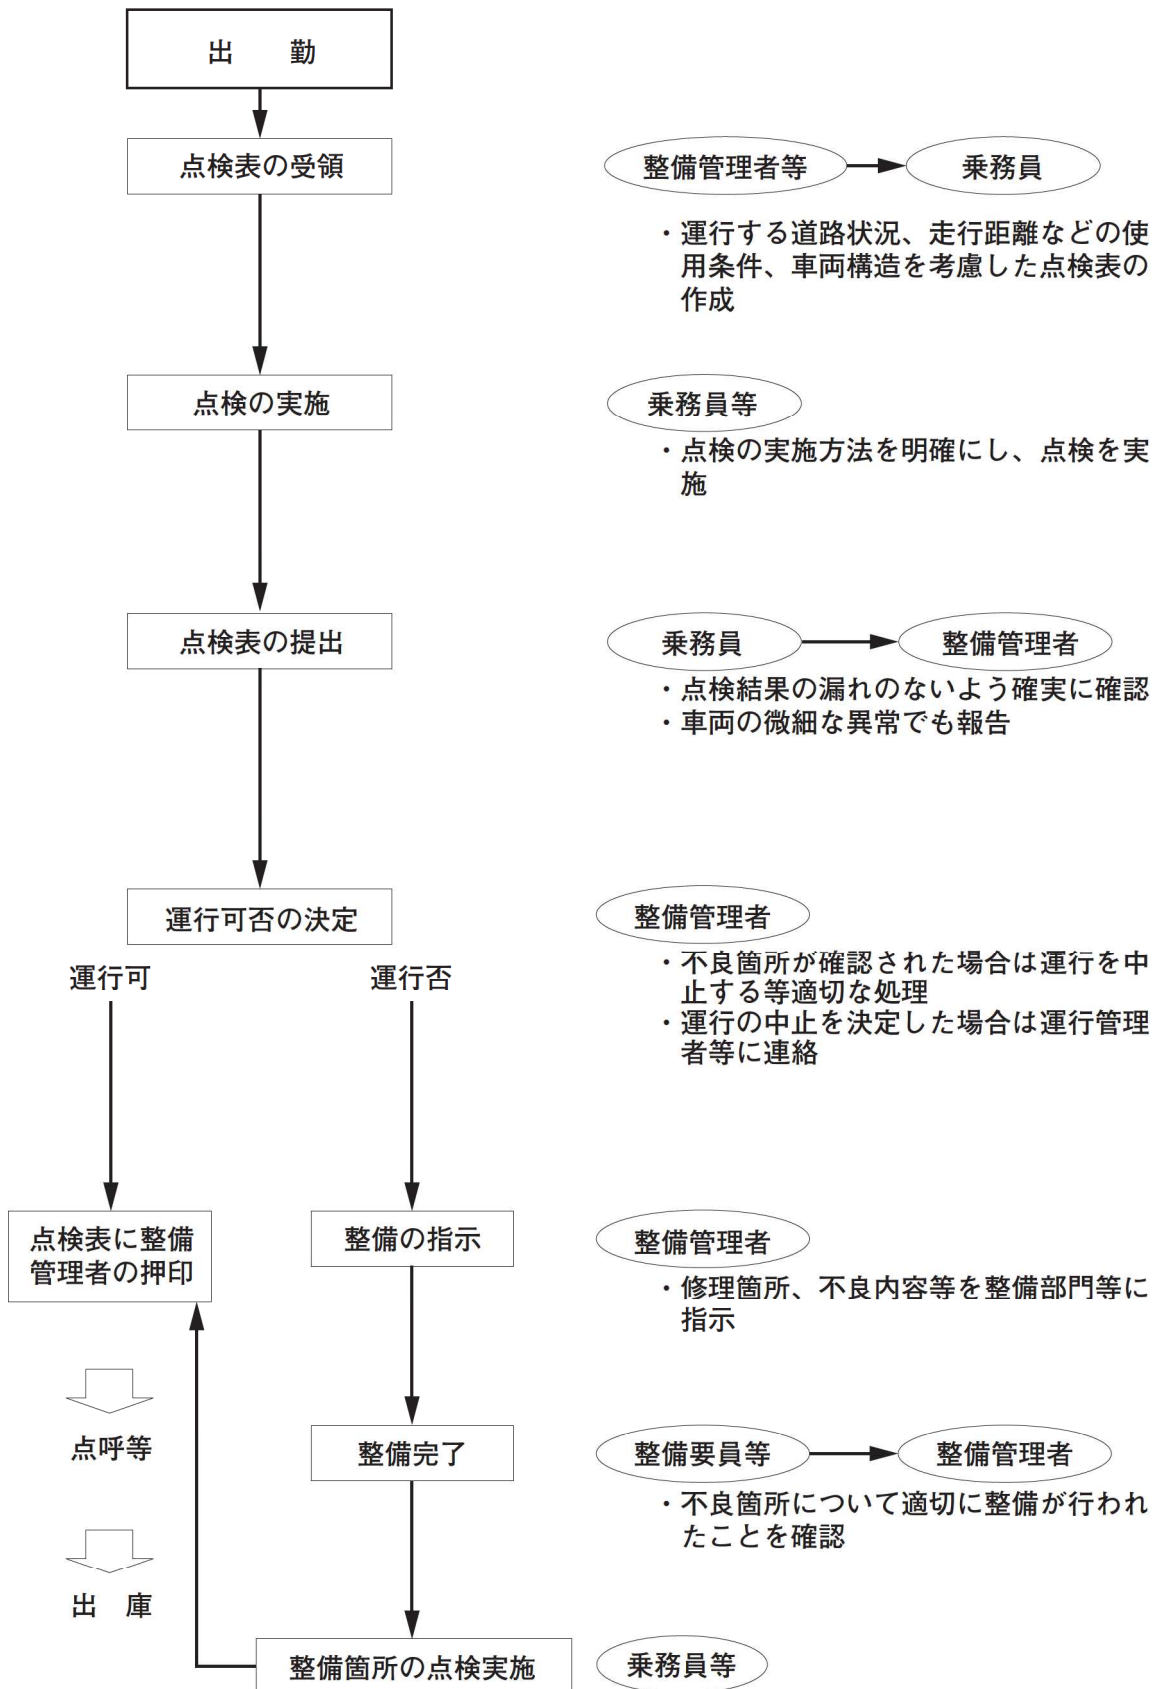 出　勤
点検表の受領
整備管理者等
乗務員
・運行する道路状況、走行距離などの使
用条件、車両構造を考慮した点検表の
作成
点検の実施
乗務員等
・点検の実施方法を明確にし、点検を実
施
点検表の提出
乗務員
整備管理者
・点検結果の漏れのないよう確実に確認
・車両の微細な異常でも報告
運行可否の決定
整備管理者
・不良箇所が確認された場合は運行を中
止する等適切な処理
・運行の中止を決定した場合は運行管理
者等に連絡
運行可
運行否
点検表に整備
管理者の押印
整備の指示
整備管理者
・修理箇所、不良内容等を整備部門等に
指示
点呼等
整備完了
整備要員等
整備管理者
・不良箇所について適切に整備が行われ
たことを確認
出　庫
整備箇所の点検実施
乗務員等